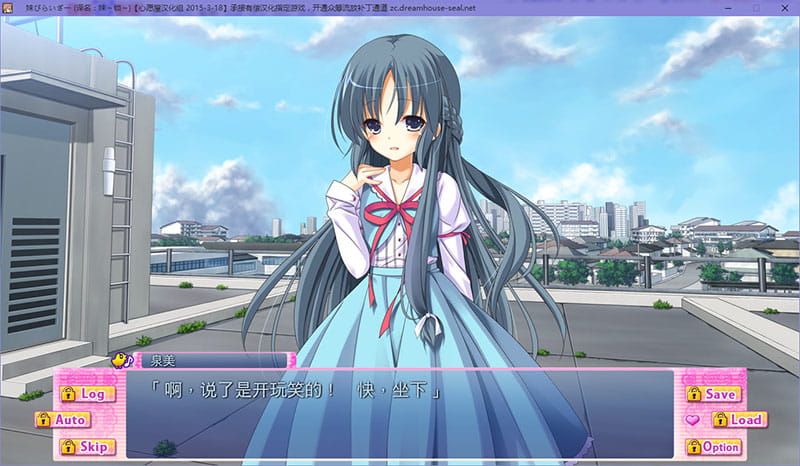 妹ぴらいざー (译名:妹~锁~)【心愿屋汉化组 2015-3-18】承接有偿汉化指定游戏,开通众筹流放补丁通道 zc.dreamhouse-seal.net
泉美
「啊,说了是开玩笑的! 快,坐下」
Log
Auto
Skip
Save
Load
Option